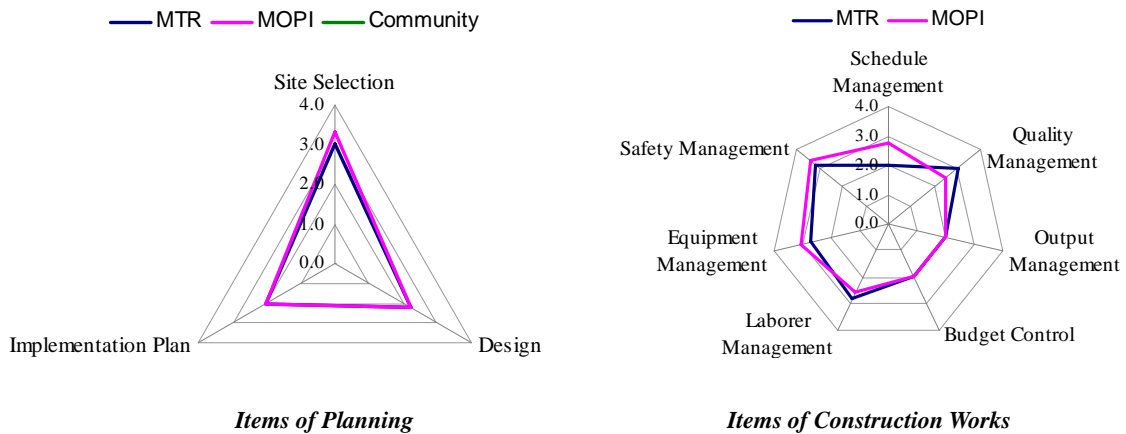 MTR MOPI Community
Site Selection
4.0
3.0
2.0
1.0
0.0
Implementation Plan
Design
Items of Planning
MTR MOPI
Schedule
Management
4.0
3.0
2.0
1.0
0.0
Quality
Management
Output
Management
Budget Control
Laborer
Management
Equipment
Management
Safety Management
Items of Construction Works